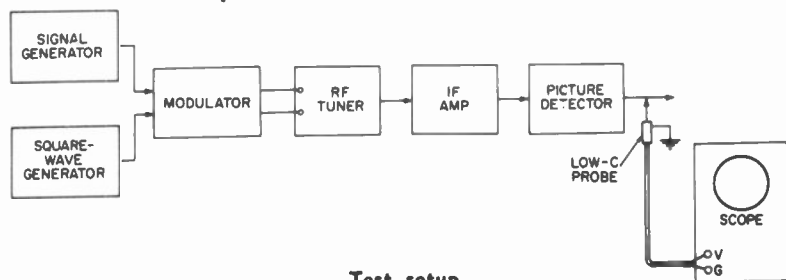 SIGNAL
GENERATOR
SQUARE-
WAVE
GENERATOR
MODULATOR
RF
TUNER
IF
AMP
PICTURE
DETECTOR
LOW-C
PROBE
SCOPE
V
G
Test setup